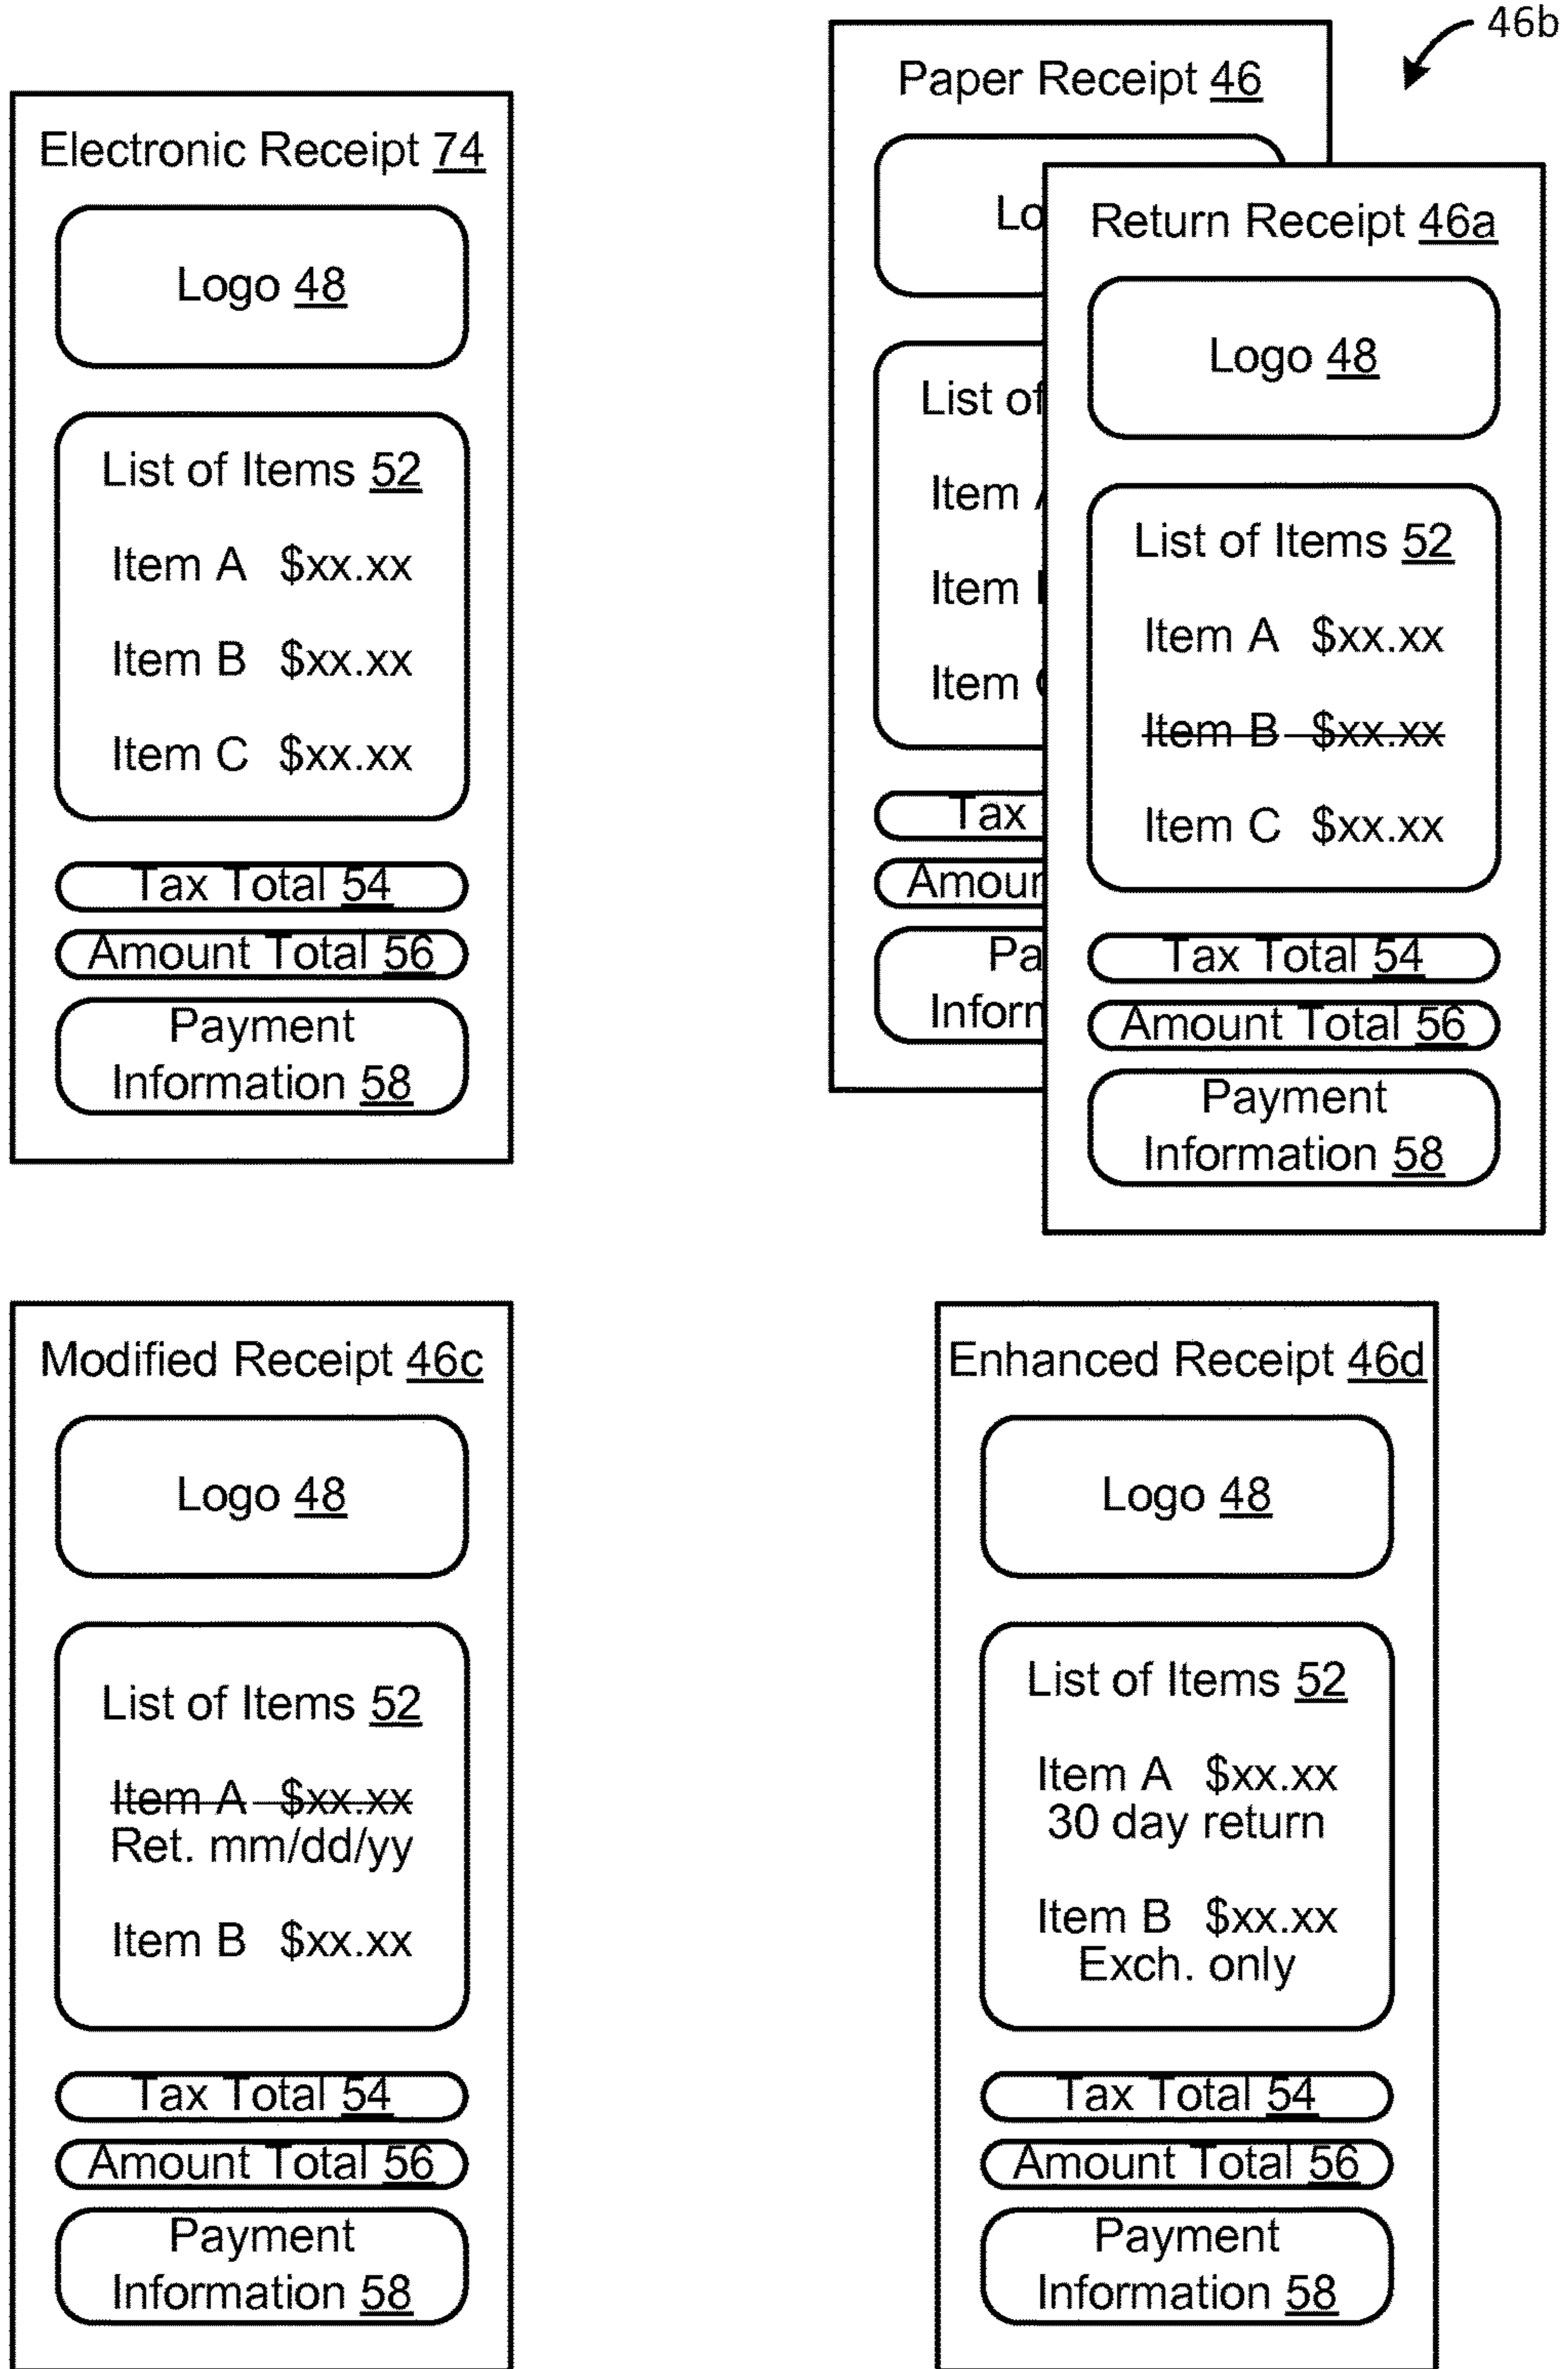 46b
Electronic Receipt 74
Logo 48
List of Items 52
Item A $xx.xx
Item B $xx.xx
Item C $xx.xx
Tax Total 54
Amount Total 56
Payment
Information 58
Paper Receipt 46
List of
Item
Item
Item
Tax
Return Receipt 46a
Logo 48
List of Items 52
Item A $xx.xx
Item B $xx.xx
Item C $xx.xx
Tax Total 54
Amount Total 56
Payment
Information 58
Modified Receipt 46c
Logo 48
List of Items 52
Item A $xx.xx
Ret. mm/dd/yy
Item B $xx.xx
Tax Total 54
Amount Total 56
Payment
Information 58
Enhanced Receipt 46d
Logo 48
List of Items 52
Item A $xx.xx
30 day return
Item B $xx.xx
Exch. only
Tax Total 54
Amount Total 56
Payment
Information 58